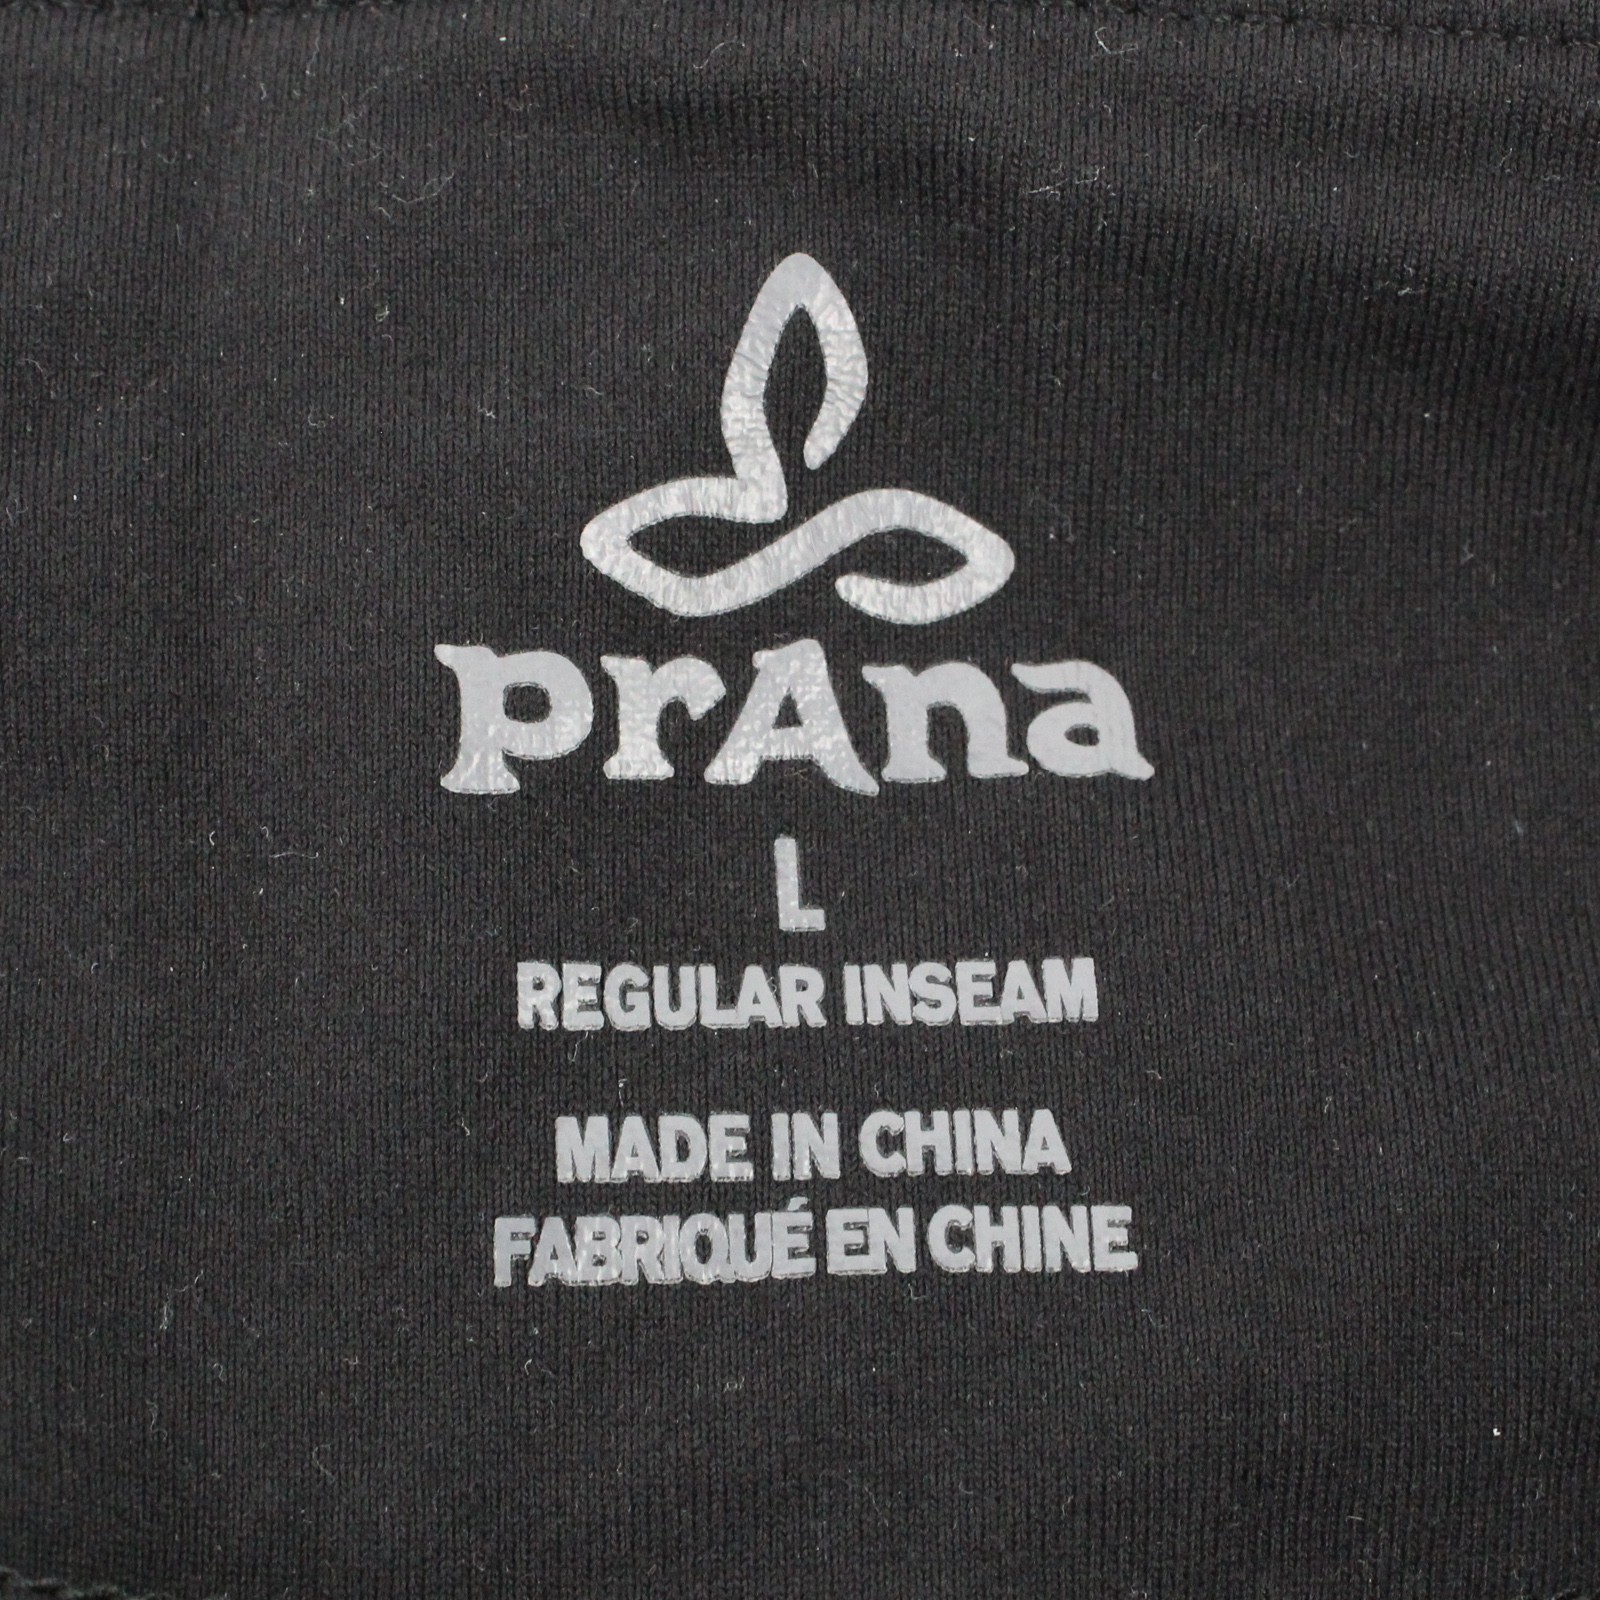 prAna
L
REGULAR INSEAM
MADE IN CHINA
FABRIQUÉ EN CHINE